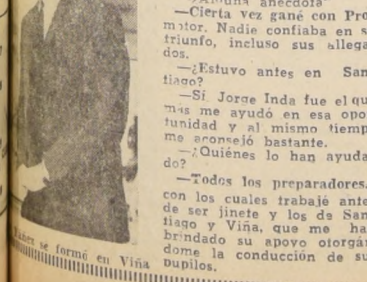 ¿Alguna anécdota
—Cierta vez gané con Pro
motor. Nadie confiaba en s
triunfo, incluso sus allega
dos.
—¿Estuvo antes en San
tiago?
—Sí, Jorge Inda fue el qu
más me ayudó en esa opo
tunidad y al mismo tiemp
me aconsejó bastante.
—¿Quiénes lo han ayuda
do?
—Todos los preparadores,
con los cuales trabajé ante
de ser jinete y los de San
tiago y Viña, que me ha
brindado su apoyo otorgán
dome la conducción de su
pupilos.
se formó en Viña